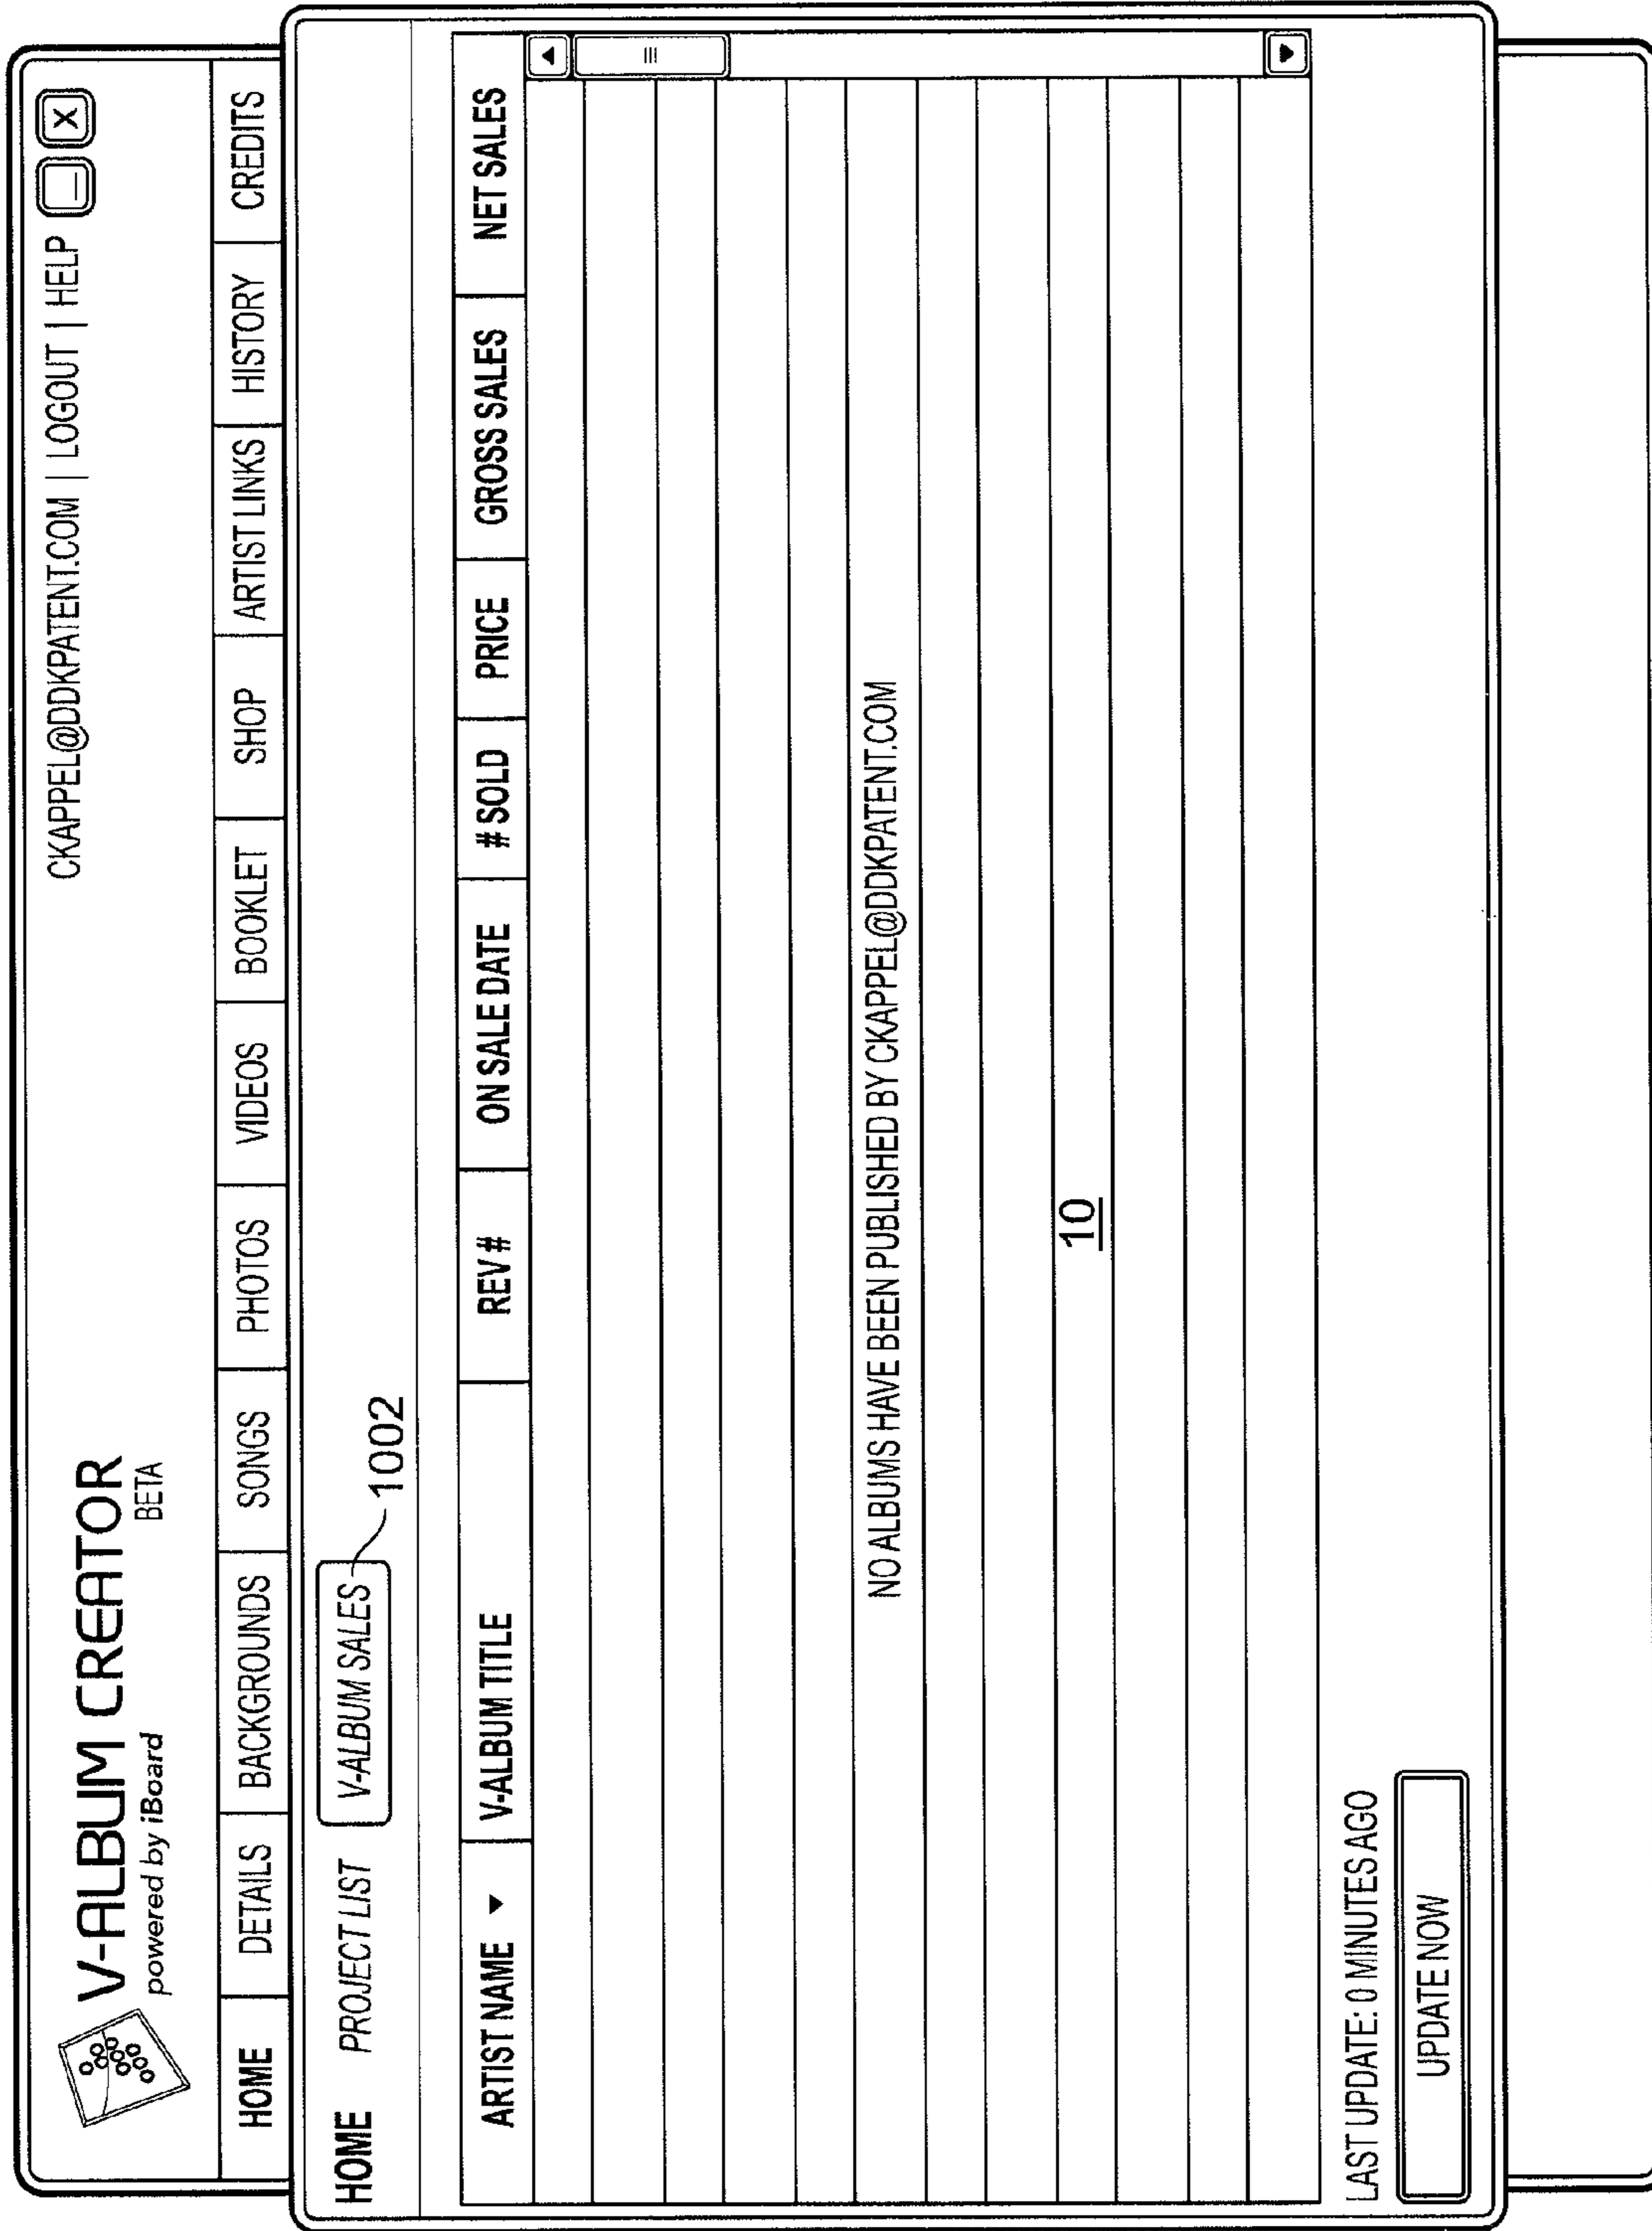 V-ALBUM CREATOR
powered by iBoard
BETA
CKAPPEL@DDKPATENT.COM | LOGOUT | HELP
X
HOME DETAILS BACKGROUNDS SONGS PHOTOS VIDEOS BOOKLET SHOP ARTIST LINKS HISTORY CREDITS
HOME PROJECT LIST V-ALBUM SALES 1002
ARTIST NAME ▼ V-ALBUM TITLE REV # ON SALE DATE # SOLD PRICE GROSS SALES NET SALES
NO ALBUMS HAVE BEEN PUBLISHED BY CKAPPEL@DDKPATENT.COM
10
LAST UPDATE: 0 MINUTES AGO
UPDATE NOW